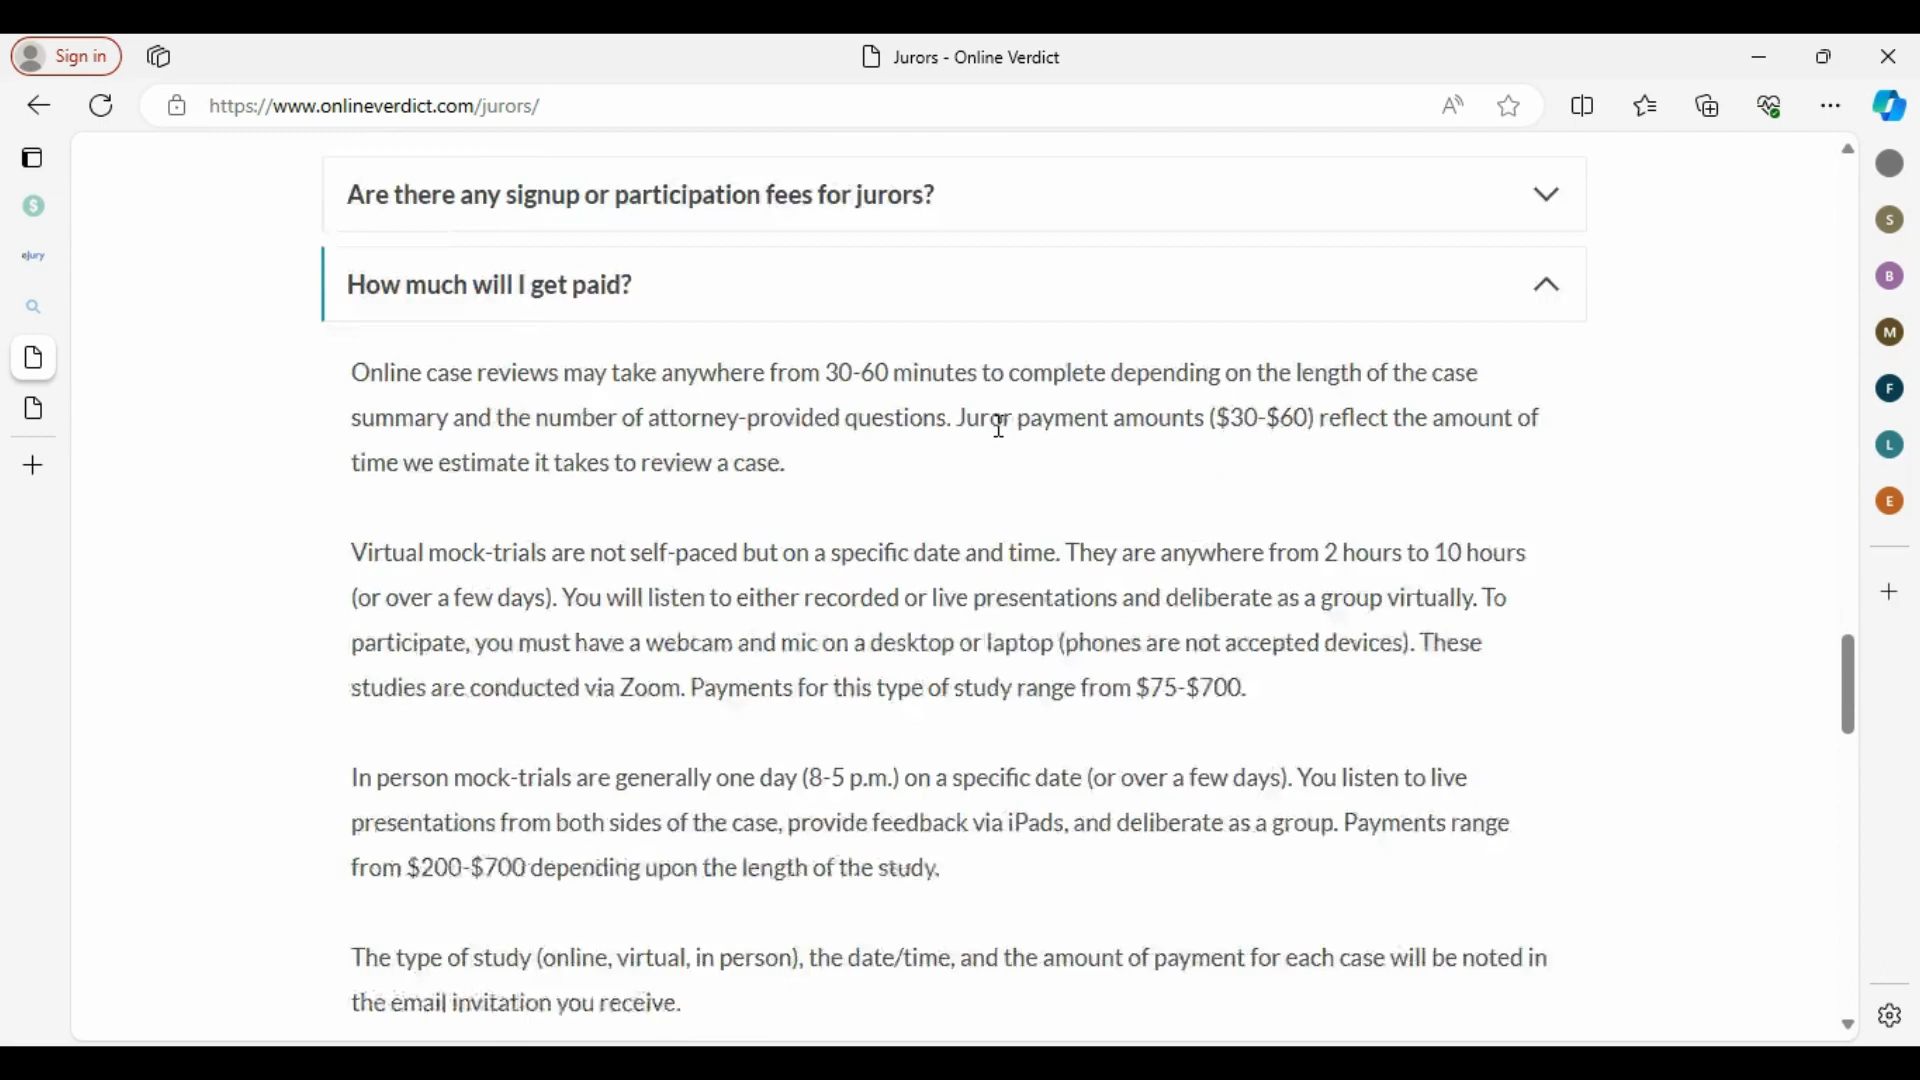 Sign in
Jurors - Online Verdict
https://www.onlineverdict.com/jurors/
Are there any signup or participation fees for jurors?
How much will I get paid?
Online case reviews may take anywhere from 30-60 minutes to complete depending on the length of the case
summary and the number of attorney-provided questions. Juror payment amounts ($30-$60) reflect the amount of
time we estimate it takes to review a case.
Virtual mock-trials are not self-paced but on a specific date and time. They are anywhere from 2 hours to 10 hours
(or over a few days). You will listen to either recorded or live presentations and deliberate as a group virtually. To
participate, you must have a webcam and mic on a desktop or laptop (phones are not accepted devices). These
studies are conducted via Zoom. Payments for this type of study range from $75-$700.
In person mock-trials are generally one day (8-5 p.m.) on a specific date (or over a few days). You listen to live
presentations from both sides of the case, provide feedback via iPads, and deliberate as a group. Payments range
from $200-$700 depending upon the length of the study.
The type of study (online, virtual, in person), the date/time, and the amount of payment for each case will be noted in
the email invitation you receive.
$
eJury
S
B
M
F
L
E